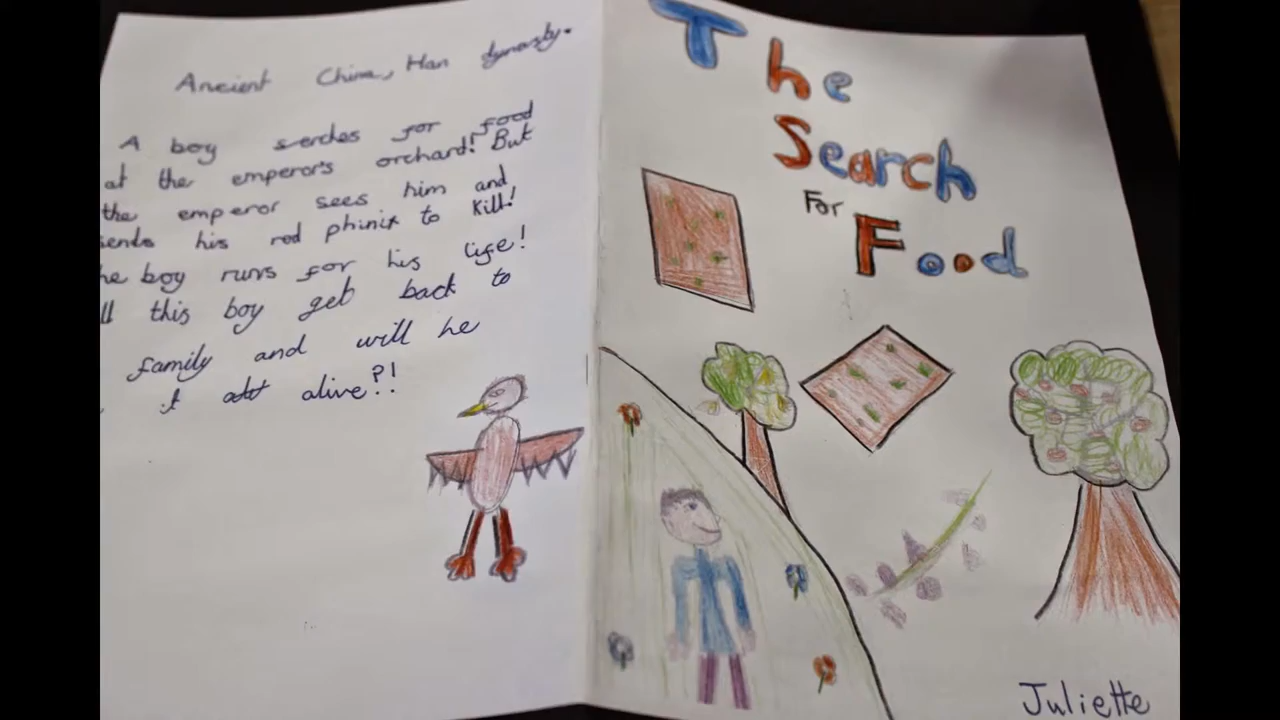 Ancient China, Han dynasty.
A boy serches for food
at the emperor's orchard! But
the emperor sees him and
sends his red phinix to kill!
he boy runs for his life!
ll this boy get back to
family and will he
alive?!
The
Search
For
Food
Juliette